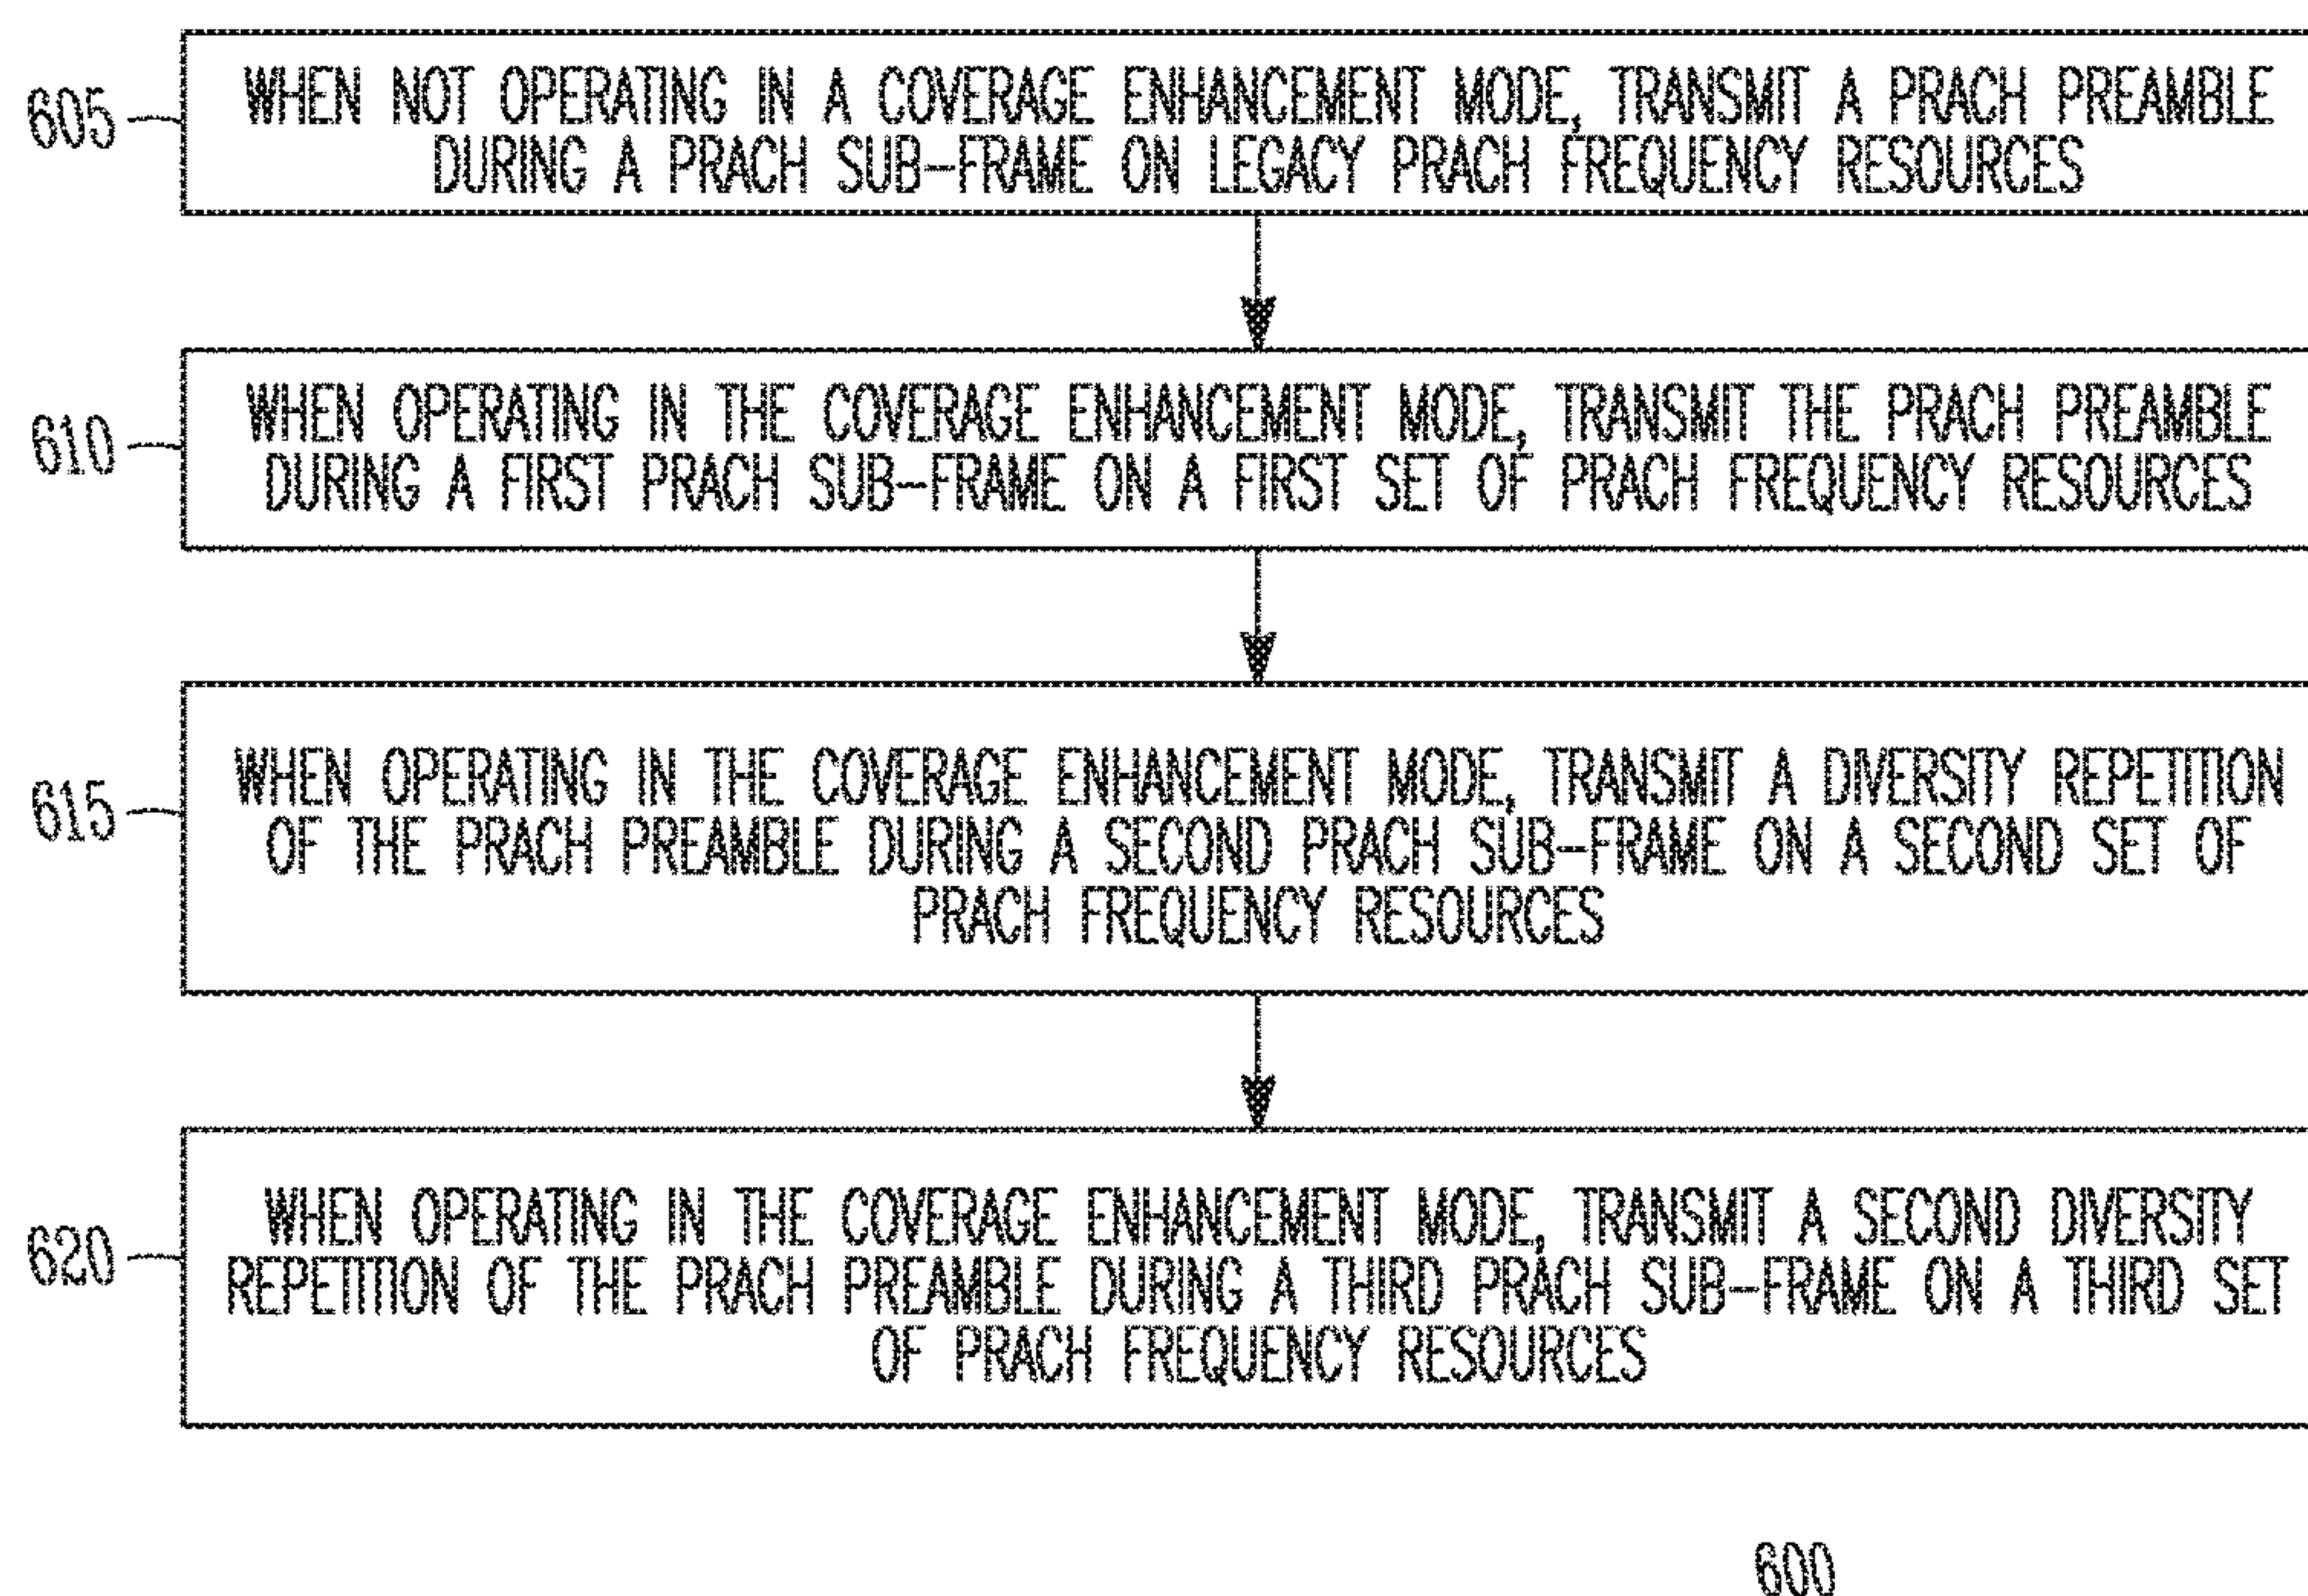 605
WHEN NOT OPERATING IN A COVERAGE ENHANCEMENT MODE, TRANSMIT A PRACH PREAMBLE
DURING A PRACH SUB-FRAME ON LEGACY PRACH FREQUENCY RESOURCES
610
WHEN OPERATING IN THE COVERAGE ENHANCEMENT MODE, TRANSMIT THE PRACH PREAMBLE
DURING A FIRST PRACH SUB-FRAME ON A FIRST SET OF PRACH FREQUENCY RESOURCES
615
WHEN OPERATING IN THE COVERAGE ENHANCEMENT MODE, TRANSMIT A DIVERSITY REPETITION
OF THE PRACH PREAMBLE DURING A SECOND PRACH SUB-FRAME ON A SECOND SET OF
PRACH FREQUENCY RESOURCES
620
WHEN OPERATING IN THE COVERAGE ENHANCEMENT MODE, TRANSMIT A SECOND DIVERSITY
REPETITION OF THE PRACH PREAMBLE DURING A THIRD PRACH SUB-FRAME ON A THIRD SET
OF PRACH FREQUENCY RESOURCES
600